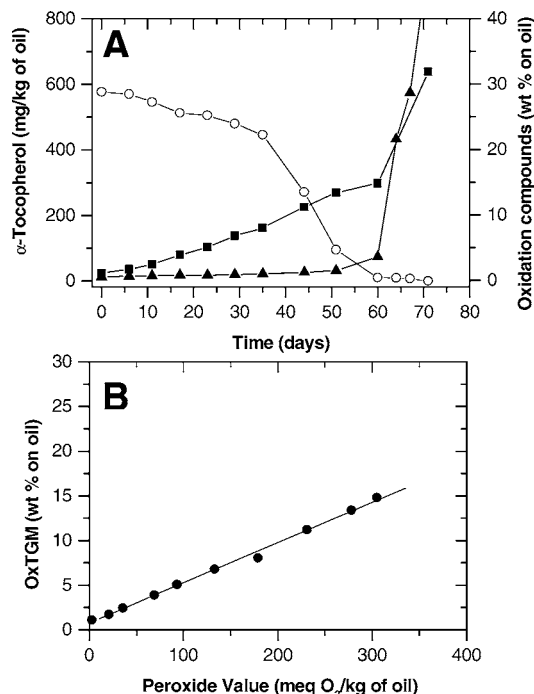 A
α-Tocopherol (mg/kg of oil)
800
600
400
200
0
40
30
20
10
0
Oxidation compounds (wt % on oil)
0 10 20 30 40 50 60 70 80
Time (days)
B
OxTGM (wt % on oil)
30
25
20
15
10
5
0
0 100 200 300 400
Peroxide Value (meq O₂/kg of oil)